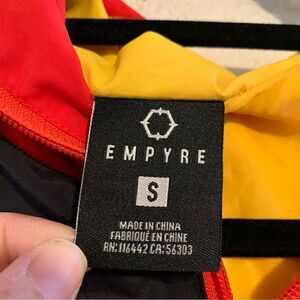 EMPYRE
S
MADE IN CHINA
FABRIQUÉ EN CHINE
RN: 116442 CA: 56303